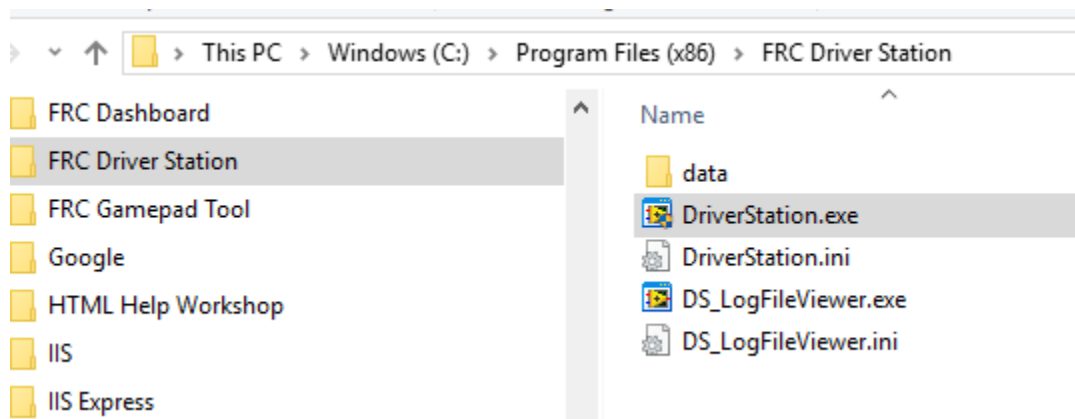 This PC > Windows (C:) > Program Files (x86) > FRC Driver Station
FRC Dashboard
FRC Driver Station
FRC Gamepad Tool
Google
HTML Help Workshop
IIS
IIS Express
Name
data
DriverStation.exe
DriverStation.ini
DS_LogFileViewer.exe
DS_LogFileViewer.ini